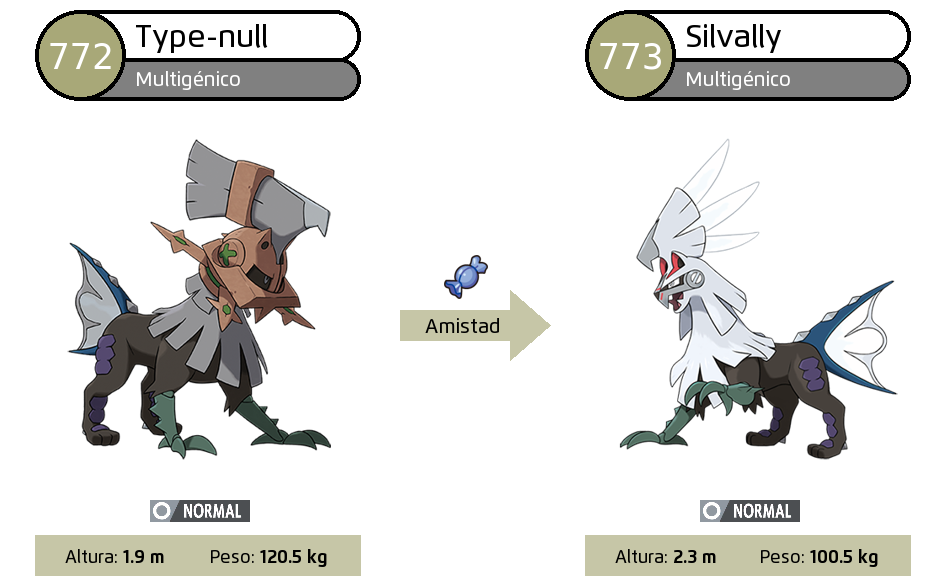 772
Type-null
Multigénico
773
Silvally
Multigénico
Amistad
NORMAL
NORMAL
Altura: 1.9 m Peso: 120.5 kg
Altura: 2.3 m Peso: 100.5 kg